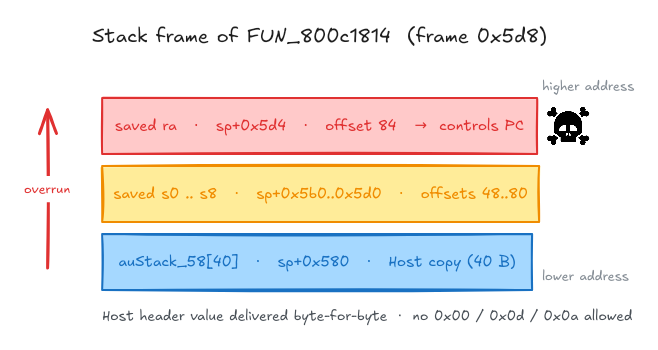 Stack frame of FUN_800c1814 (frame 0x5d8)
higher address
saved ra · sp+0x5d4 · offset 84 → controls PC
overrun
saved s0 .. s8 · sp+0x5b0..0x5d0 · offsets 48..80
auStack_58[40] · sp+0x580 · Host copy (40 B)
lower address
Host header value delivered byte-for-byte · no 0x00 / 0x0d / 0x0a allowed